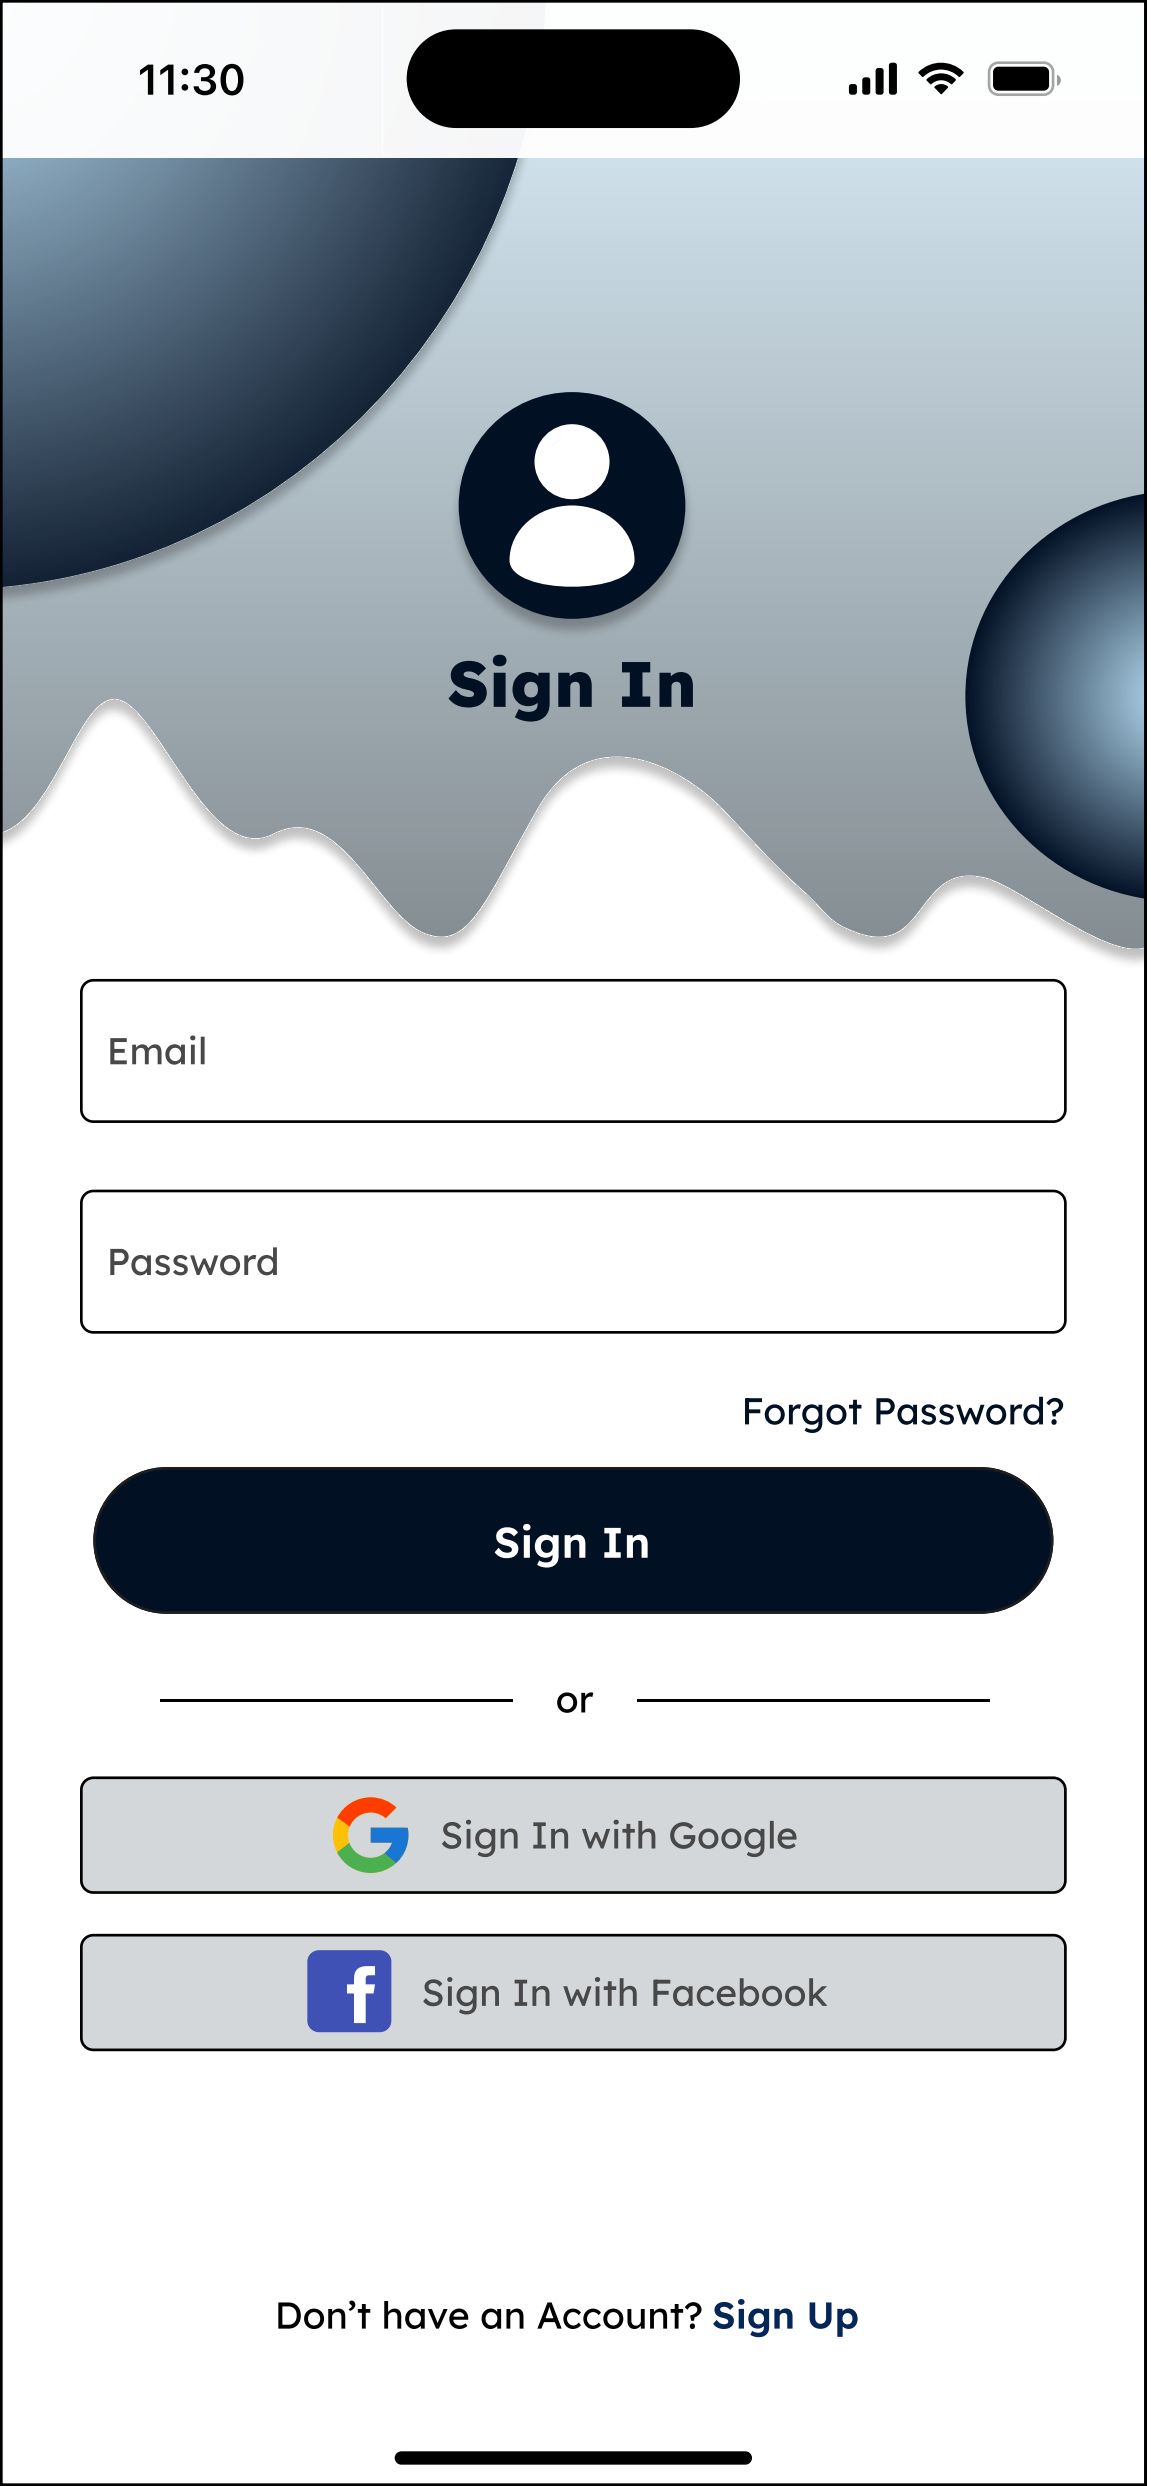 11:30
Sign In
Email
Password
Forgot Password?
Sign In
or
Sign In with Google
Sign In with Facebook
Don’t have an Account? Sign Up